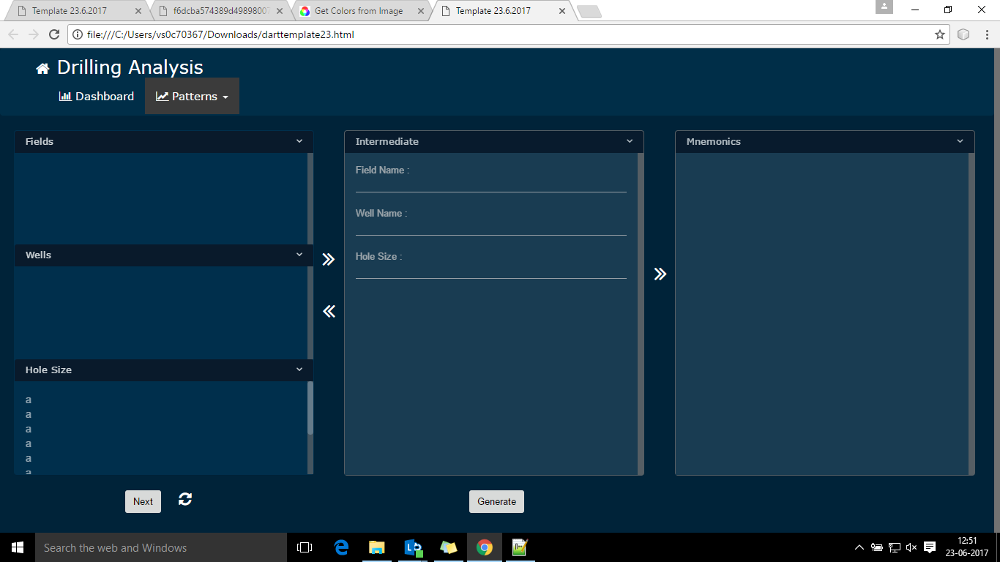 Template 23.6.2017
f6dcba574389d4989800
Get Colors from Image
Template 23.6.2017
file:///C:/Users/vs0c70367/Downloads/darttemplate23.html
Drilling Analysis
Dashboard
Patterns
Fields
Intermediate
Mnemonics
Field Name :
Well Name :
Hole Size :
Wells
Hole Size
a
a
a
a
a
a
Next
Generate
Search the web and Windows
12:51
23-06-2017